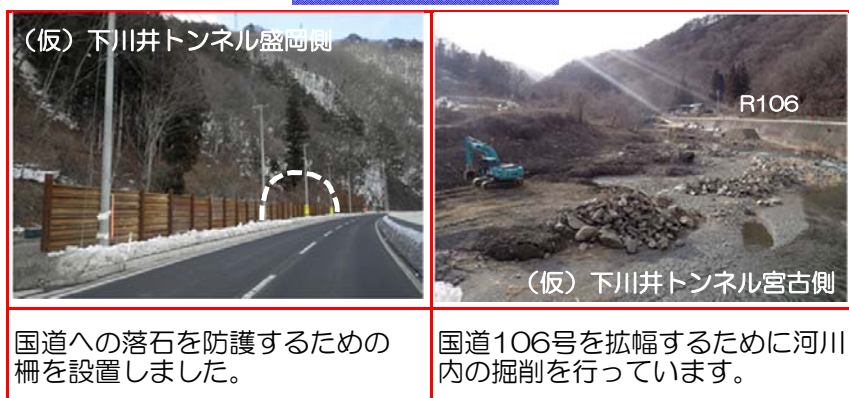 （仮）下川井トンネル盛岡側
R106
（仮）下川井トンネル宮古側
国道への落石を防護するための
柵を設置しました。
国道106号を拡幅するために河川
内の掘削を行っています。